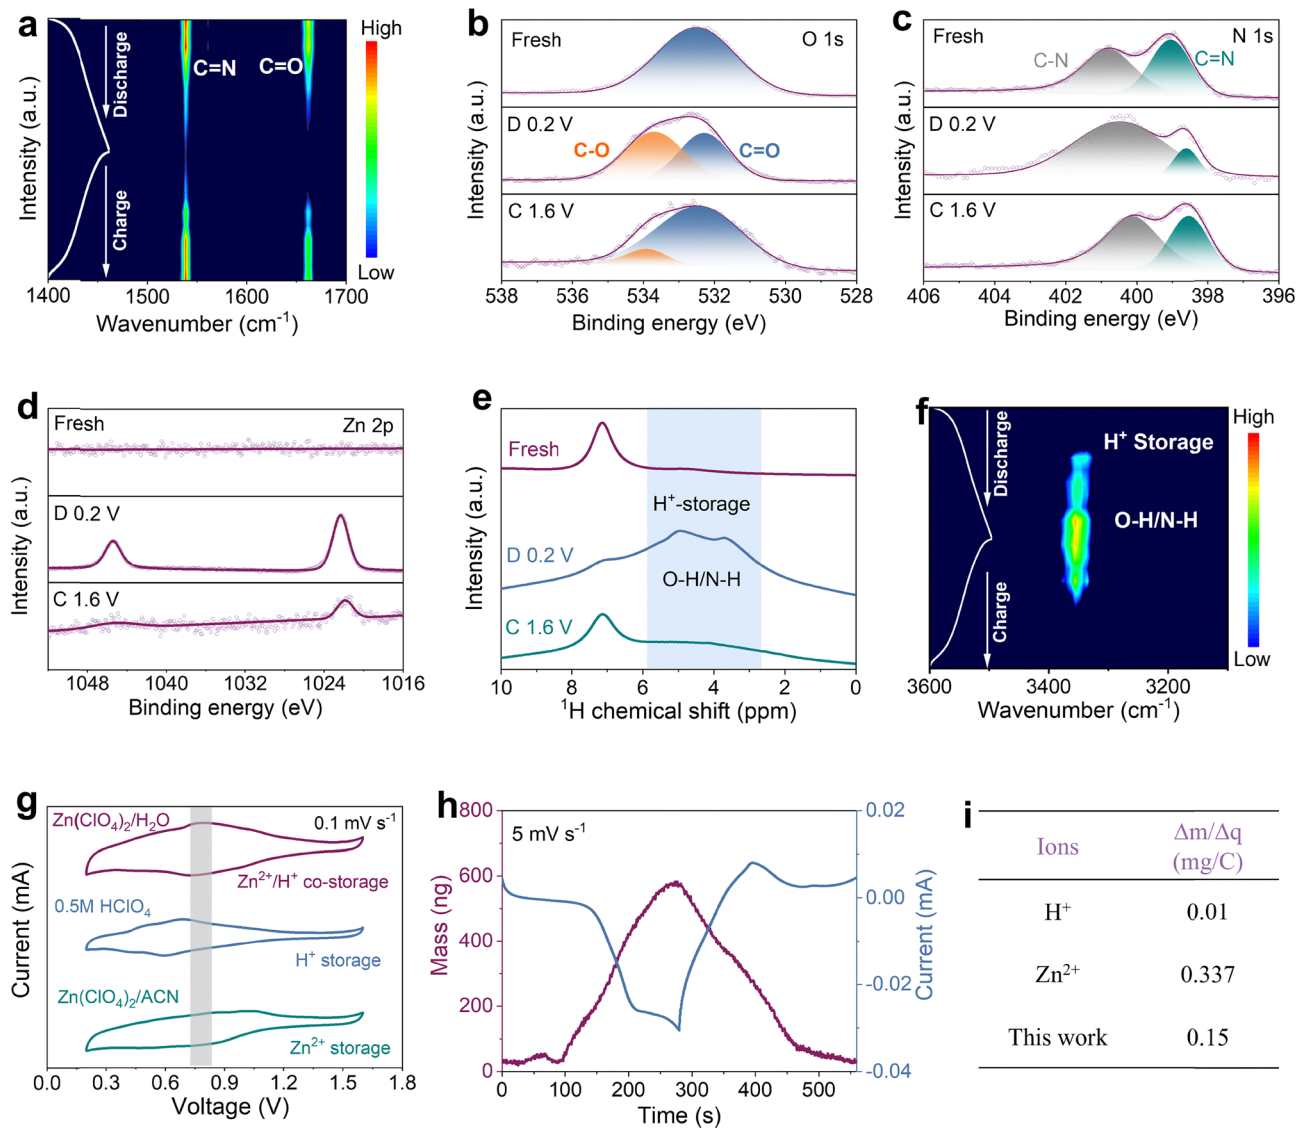 a
Intensity (a.u.)
Discharge
Charge
C=N
C=O
High
Low
1400
1500
1600
1700
Wavenumber (cm⁻¹)
b
Intensity (a.u.)
Fresh
O 1s
D 0.2 V
C-O
C=O
C 1.6 V
538
536
534
532
530
528
Binding energy (eV)
c
Intensity (a.u.)
Fresh
N 1s
C-N
C=N
D 0.2 V
C 1.6 V
406
404
402
400
398
396
Binding energy (eV)
d
Intensity (a.u.)
Fresh
Zn 2p
D 0.2 V
C 1.6 V
1048
1040
1032
1024
1016
Binding energy (eV)
e
Intensity (a.u.)
Fresh
H⁺-storage
D 0.2 V
O-H/N-H
C 1.6 V
10
8
6
4
2
0
¹H chemical shift (ppm)
f
Intensity (a.u.)
Discharge
Charge
H⁺ Storage
O-H/N-H
High
Low
3600
3400
3200
Wavenumber (cm⁻¹)
g
Current (mA)
Zn(ClO₄)₂/H₂O
0.1 mV s⁻¹
Zn²⁺/H⁺ co-storage
0.5M HClO₄
H⁺ storage
Zn(ClO₄)₂/ACN
Zn²⁺ storage
0.0
0.3
0.6
0.9
1.2
1.5
1.8
Voltage (V)
h
Mass (ng)
800
600
400
200
0
5 mV s⁻¹
0.02
0.00
-0.02
-0.04
Current (mA)
0
100
200
300
400
500
Time (s)
i
Ions
Δm/Δq
(mg/C)
H⁺
0.01
Zn²⁺
0.337
This work
0.15